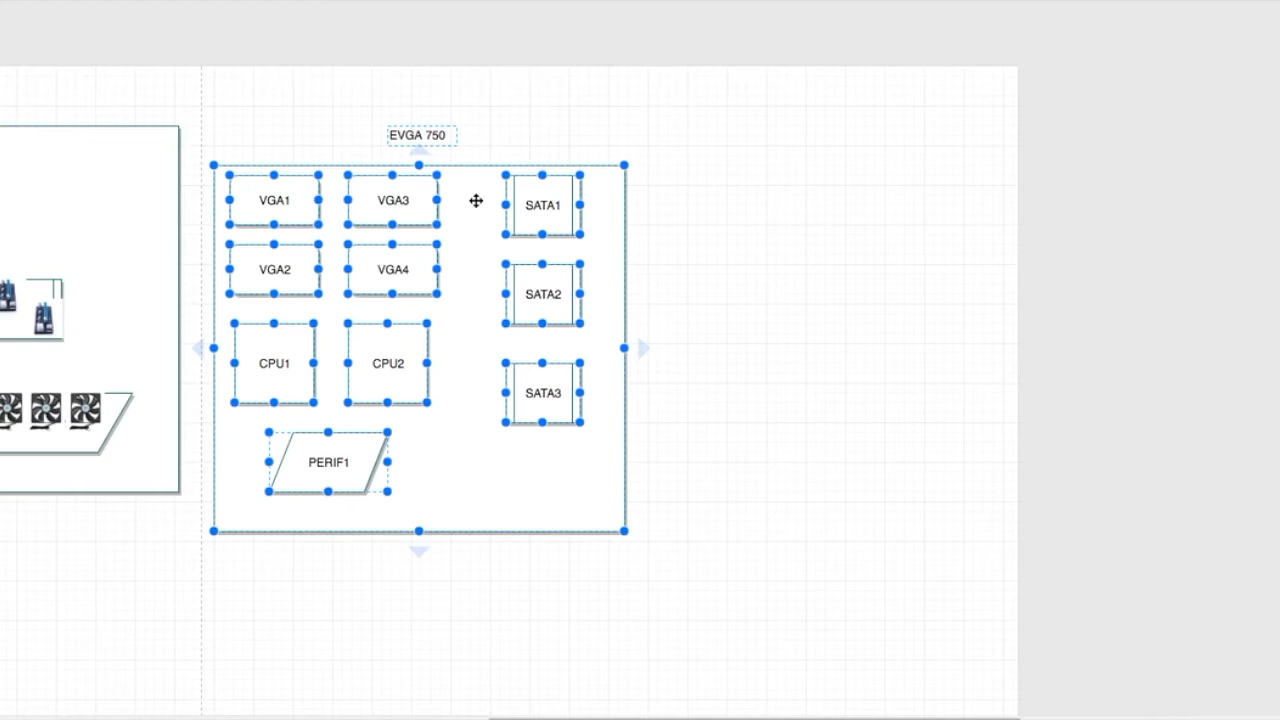 EVGA 750
VGA1
VGA3
SATA1
VGA2
VGA4
SATA2
CPU1
CPU2
SATA3
PERIF1